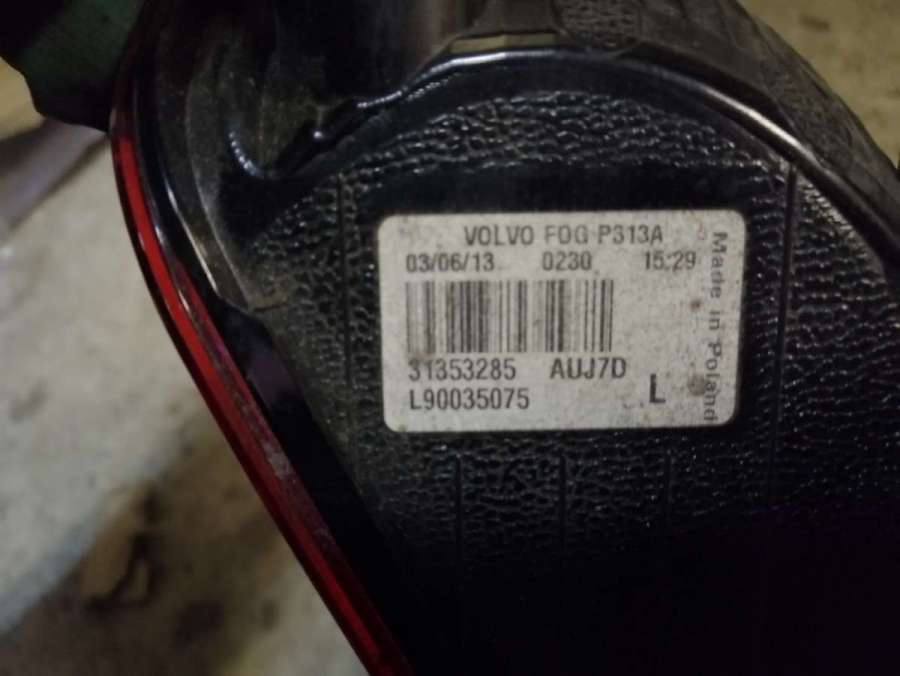 VOLVO FOG P313A
03/06/13 0230 15:29
31353285 AUJ7D
L90035075 L
Made in Poland